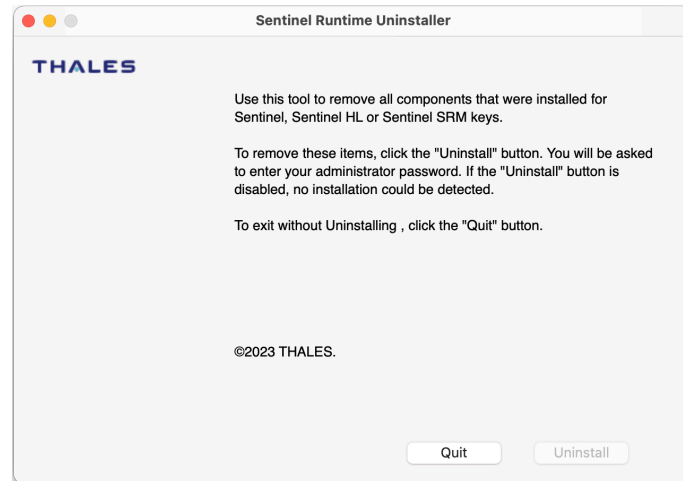 Sentinel Runtime Uninstaller
THALES
Use this tool to remove all components that were installed for
Sentinel, Sentinel HL or Sentinel SRM keys.
To remove these items, click the "Uninstall" button. You will be asked
to enter your administrator password. If the "Uninstall" button is
disabled, no installation could be detected.
To exit without Uninstalling , click the "Quit" button.
©2023 THALES.
Quit
Uninstall